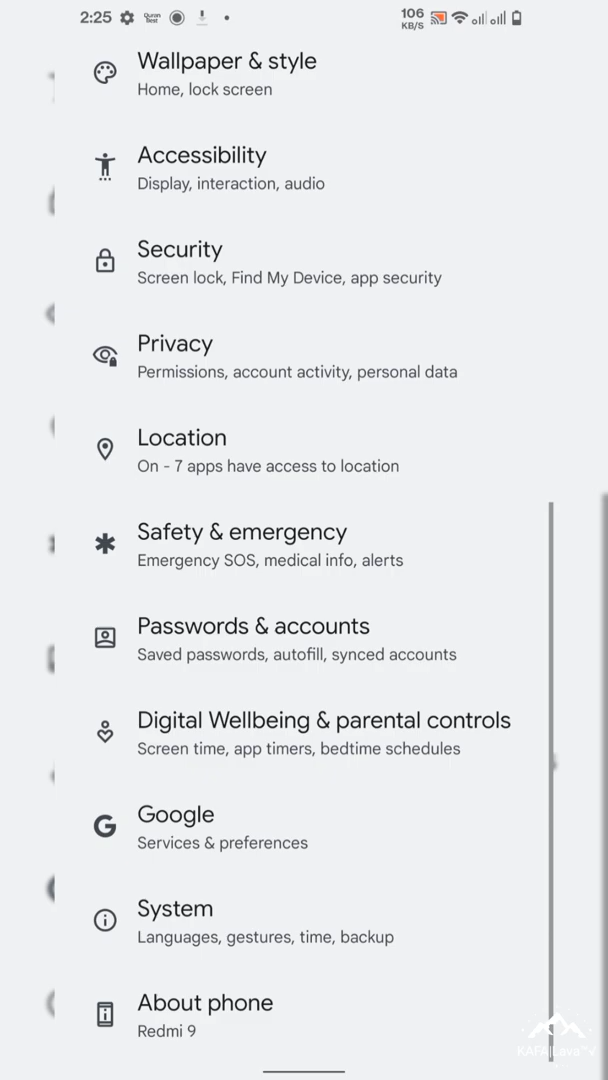 2:25
Quran
Best
106
KB/S
Wallpaper & style
Home, lock screen
Accessibility
Display, interaction, audio
Security
Screen lock, Find My Device, app security
Privacy
Permissions, account activity, personal data
Location
On - 7 apps have access to location
Safety & emergency
Emergency SOS, medical info, alerts
Passwords & accounts
Saved passwords, autofill, synced accounts
Digital Wellbeing & parental controls
Screen time, app timers, bedtime schedules
Google
Services & preferences
System
Languages, gestures, time, backup
About phone
Redmi 9